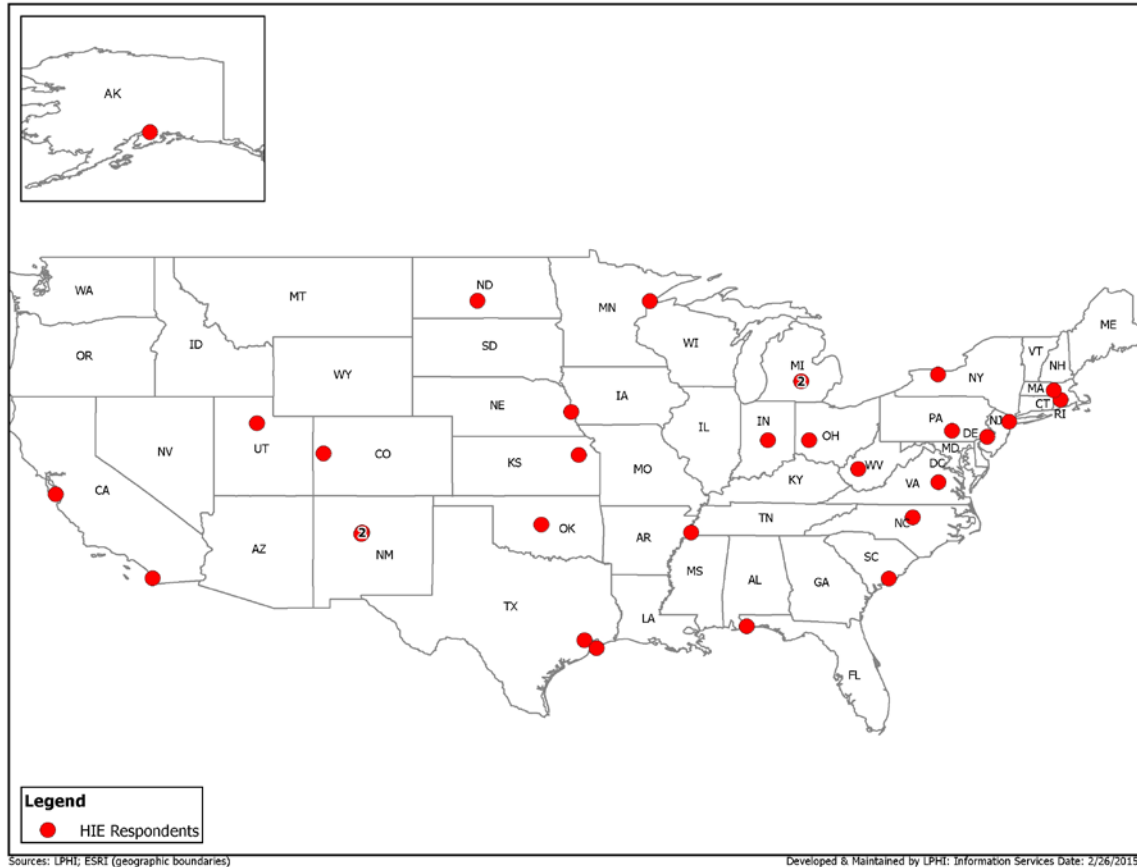 AK
WA
MT
ND
MN
ME
OR
ID
SD
WI
MI
VT
NH
NY
WY
2
MA
CT
RI
NE
IA
PA
NJ
NV
UT
CO
IL
IN
OH
DE
MD
CA
KS
MO
WV
DC
VA
KY
AZ
NM
2
OK
AR
TN
NC
SC
TX
LA
MS
AL
GA
FL
Legend
HIE Respondents
Sources: LPHI; ESRI (geographic boundaries)
Developed & Maintained by LPHI: Information Services Date: 2/26/2015